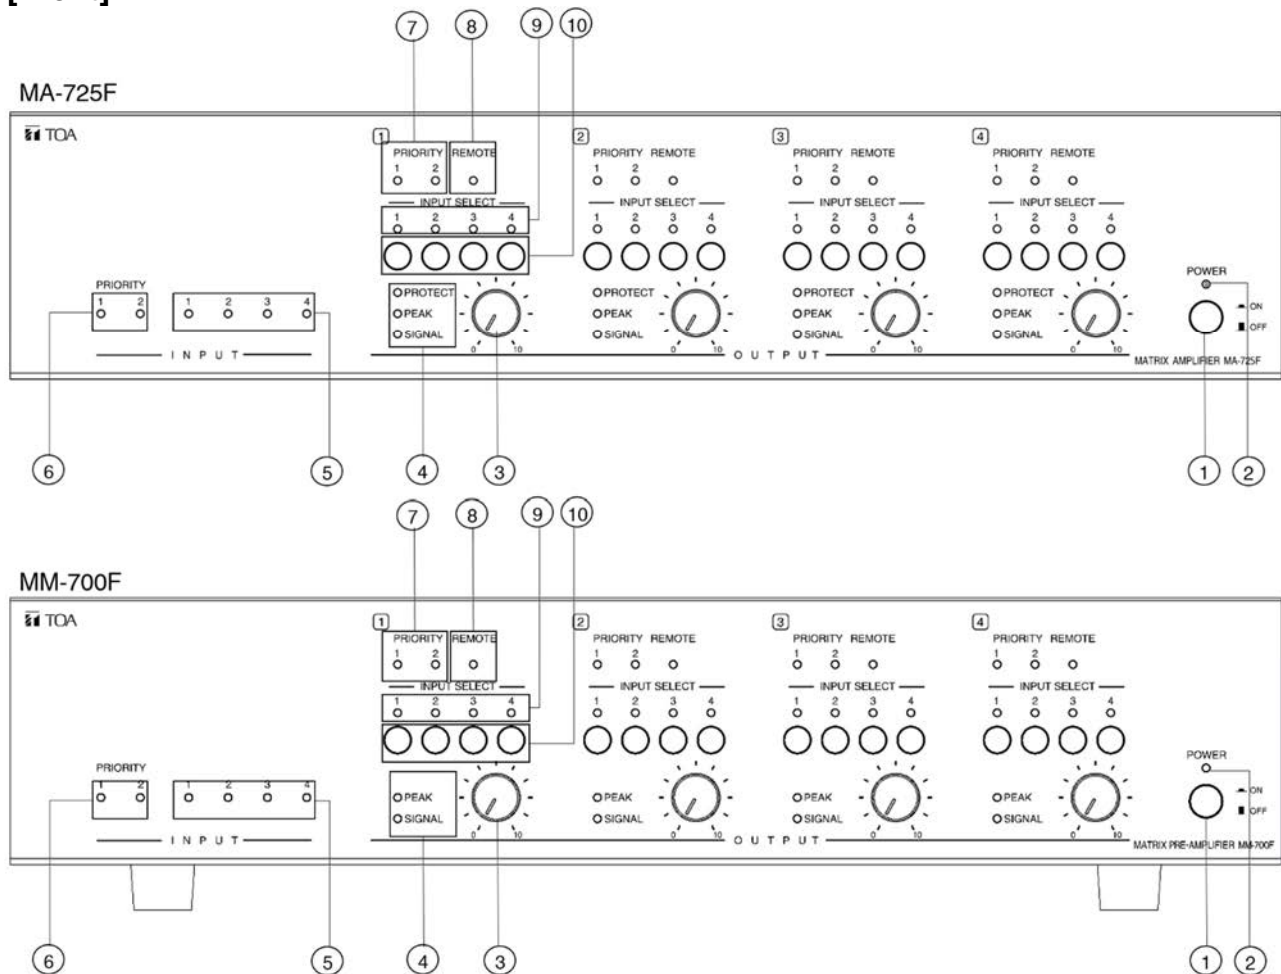 7 8 9 10
MA-725F
TOA
1 2 3 4
PRIORITY REMOTE PRIORITY REMOTE PRIORITY REMOTE PRIORITY REMOTE
1 2 1 2 1 2 1 2
INPUT SELECT INPUT SELECT INPUT SELECT INPUT SELECT
1 2 3 4 1 2 3 4 1 2 3 4 1 2 3 4
POWER
PRIORITY
1 2 1 2 3 4
PROTECT PROTECT PROTECT PROTECT
ON
PEAK PEAK PEAK PEAK
OFF
SIGNAL SIGNAL SIGNAL SIGNAL
0 10 0 10 0 10 0 10
INPUT OUTPUT
MATRIX AMPLIFIER MA-725F
6 5 4 3 1 2
7 8 9 10
MM-700F
TOA
1 2 3 4
PRIORITY REMOTE PRIORITY REMOTE PRIORITY REMOTE PRIORITY REMOTE
1 2 1 2 1 2 1 2
INPUT SELECT INPUT SELECT INPUT SELECT INPUT SELECT
1 2 3 4 1 2 3 4 1 2 3 4 1 2 3 4
POWER
PRIORITY
1 2 1 2 3 4
ON
PEAK PEAK PEAK PEAK
OFF
SIGNAL SIGNAL SIGNAL SIGNAL
0 10 0 10 0 10 0 10
INPUT OUTPUT
MATRIX PRE-AMPLIFIER MM-700F
6 5 4 3 1 2